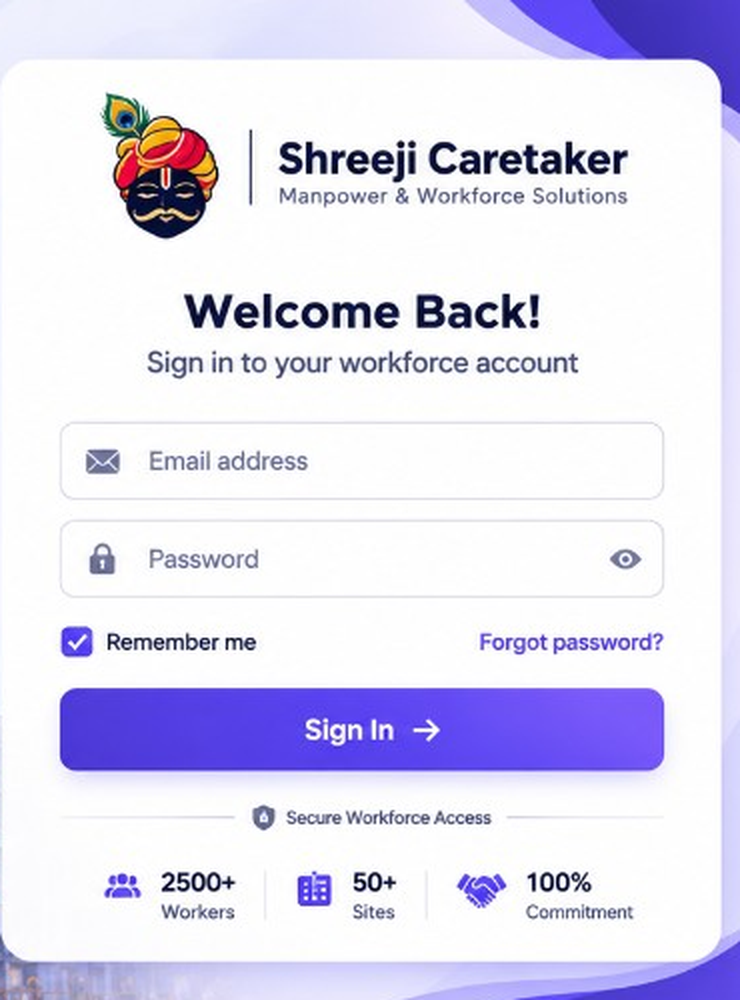 Shreeji Caretaker
Manpower & Workforce Solutions
Welcome Back!
Sign in to your workforce account
Email address
Password
Remember me
Forgot password?
Sign In →
Secure Workforce Access
2500+
Workers
50+
Sites
100%
Commitment